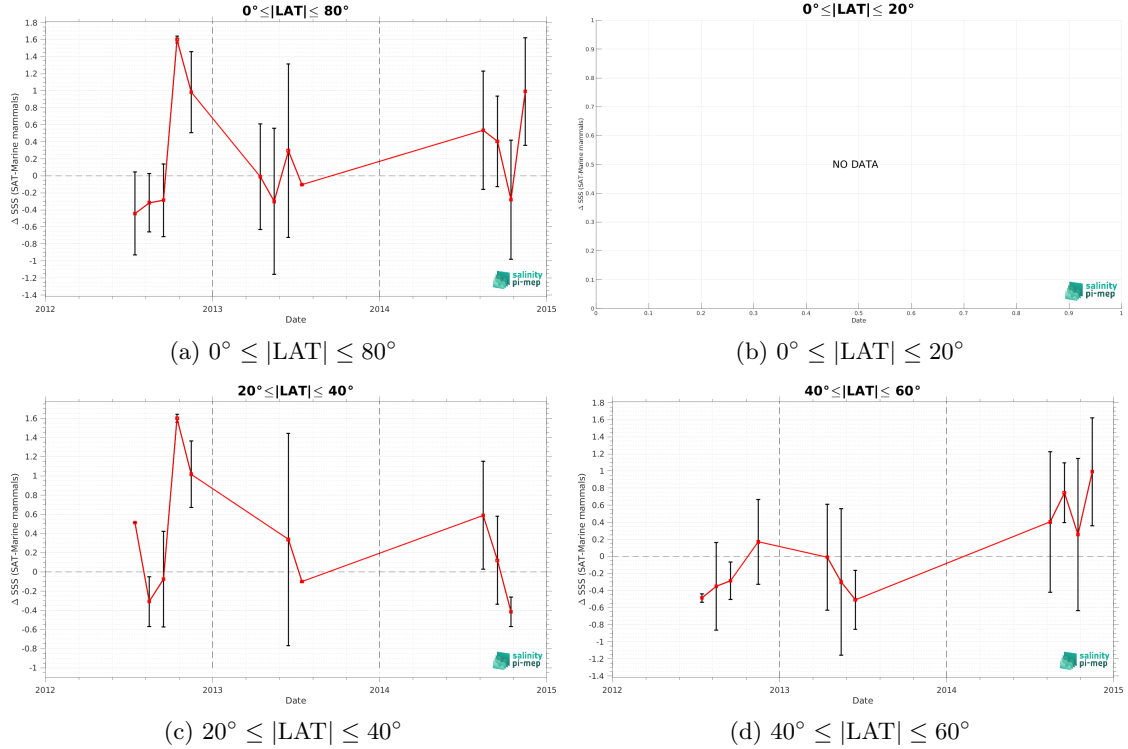 0°≤|LAT|≤ 80°
Δ SSS (SAT-Marine mammals)
1.8
1.6
1.4
1.2
1
0.8
0.6
0.4
0.2
0
-0.2
-0.4
-0.6
-0.8
-1
-1.2
-1.4
2012 2013 2014 2015
Date
salinity
pi-mep
(a) 0° ≤ |LAT| ≤ 80°
0°≤|LAT|≤ 20°
Δ SSS (SAT-Marine mammals)
1
0.9
0.8
0.7
0.6
0.5
0.4
0.3
0.2
0.1
0
NO DATA
0 0.1 0.2 0.3 0.4 0.5 0.6 0.7 0.8 0.9 1
Date
salinity
pi-mep
(b) 0° ≤ |LAT| ≤ 20°
20°≤|LAT|≤ 40°
Δ SSS (SAT-Marine mammals)
1.6
1.4
1.2
1
0.8
0.6
0.4
0.2
0
-0.2
-0.4
-0.6
-0.8
-1
2012 2013 2014 2015
Date
salinity
pi-mep
(c) 20° ≤ |LAT| ≤ 40°
40°≤|LAT|≤ 60°
Δ SSS (SAT-Marine mammals)
1.8
1.6
1.4
1.2
1
0.8
0.6
0.4
0.2
0
-0.2
-0.4
-0.6
-0.8
-1
-1.2
-1.4
2012 2013 2014 2015
Date
salinity
pi-mep
(d) 40° ≤ |LAT| ≤ 60°